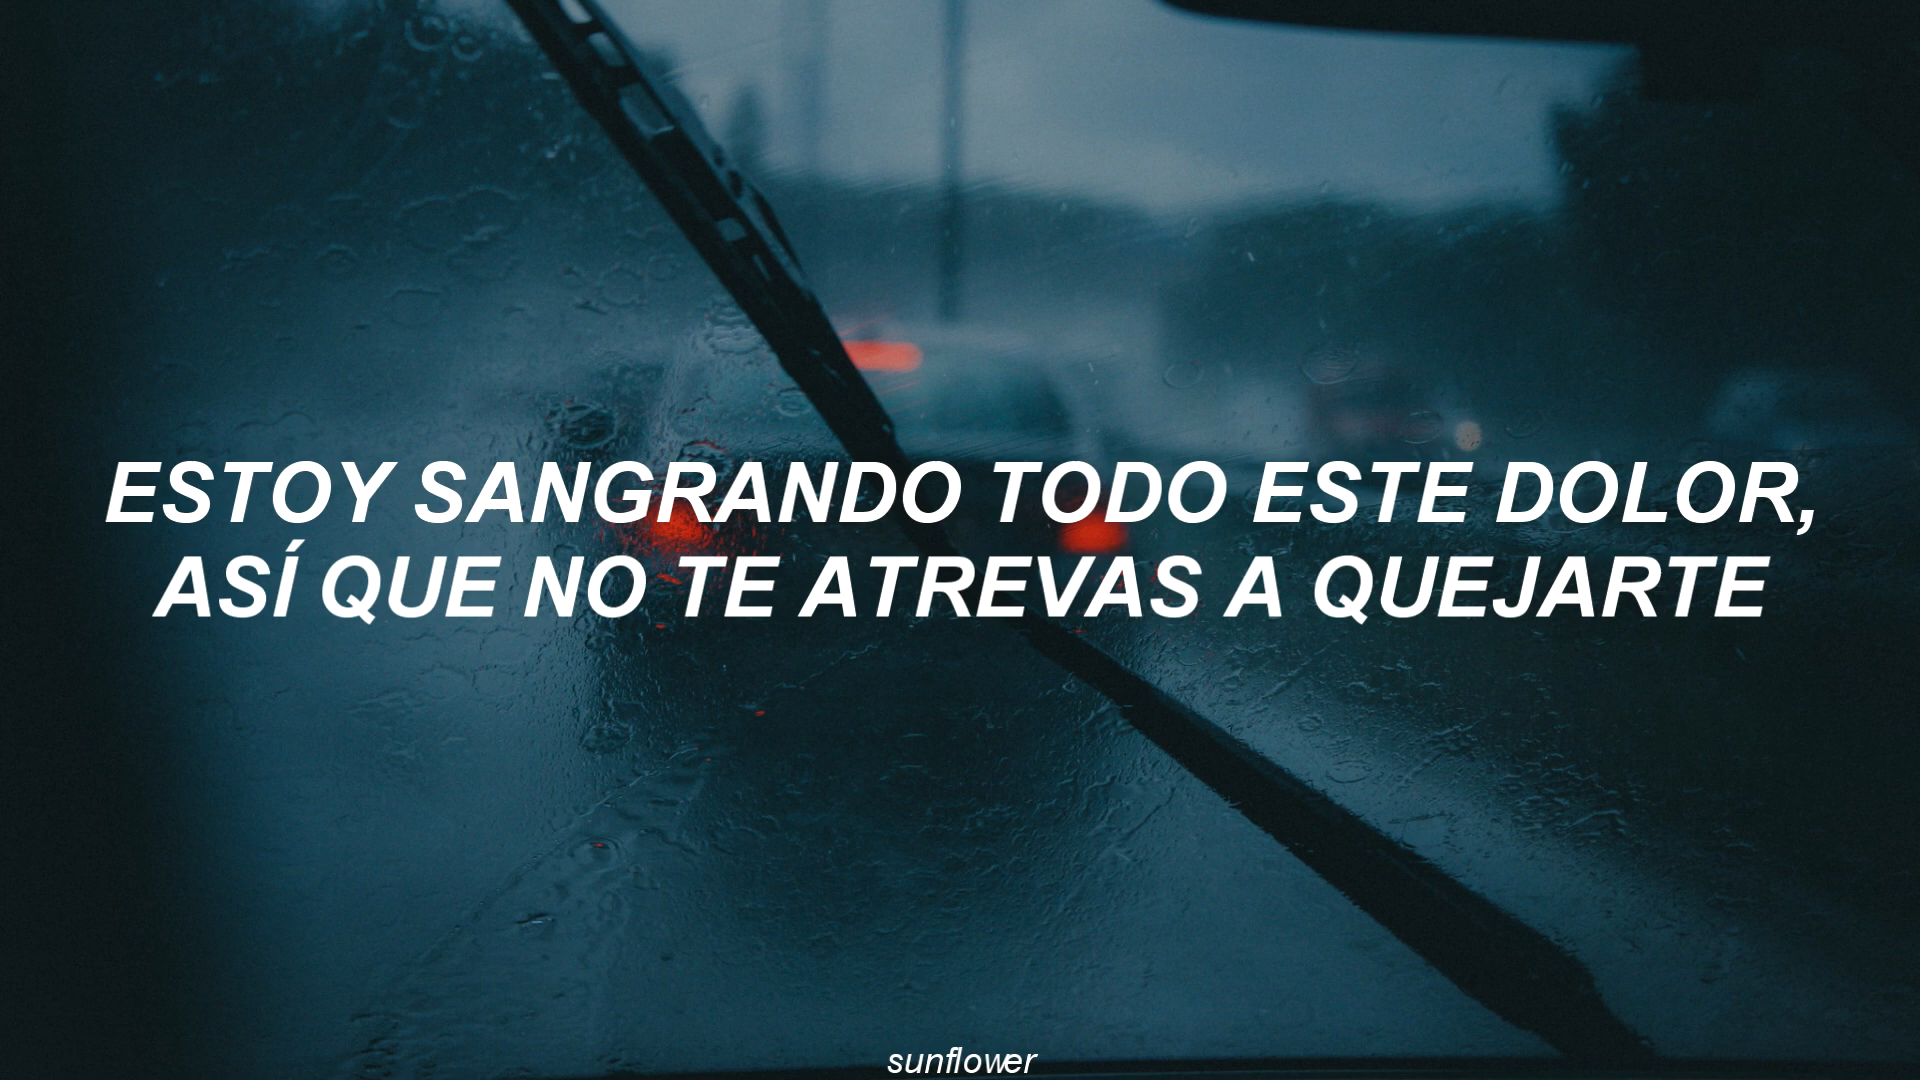 ESTOY SANGRANDO TODO ESTE DOLOR,
ASÍ QUE NO TE ATREVAS A QUEJARTE
sunflower